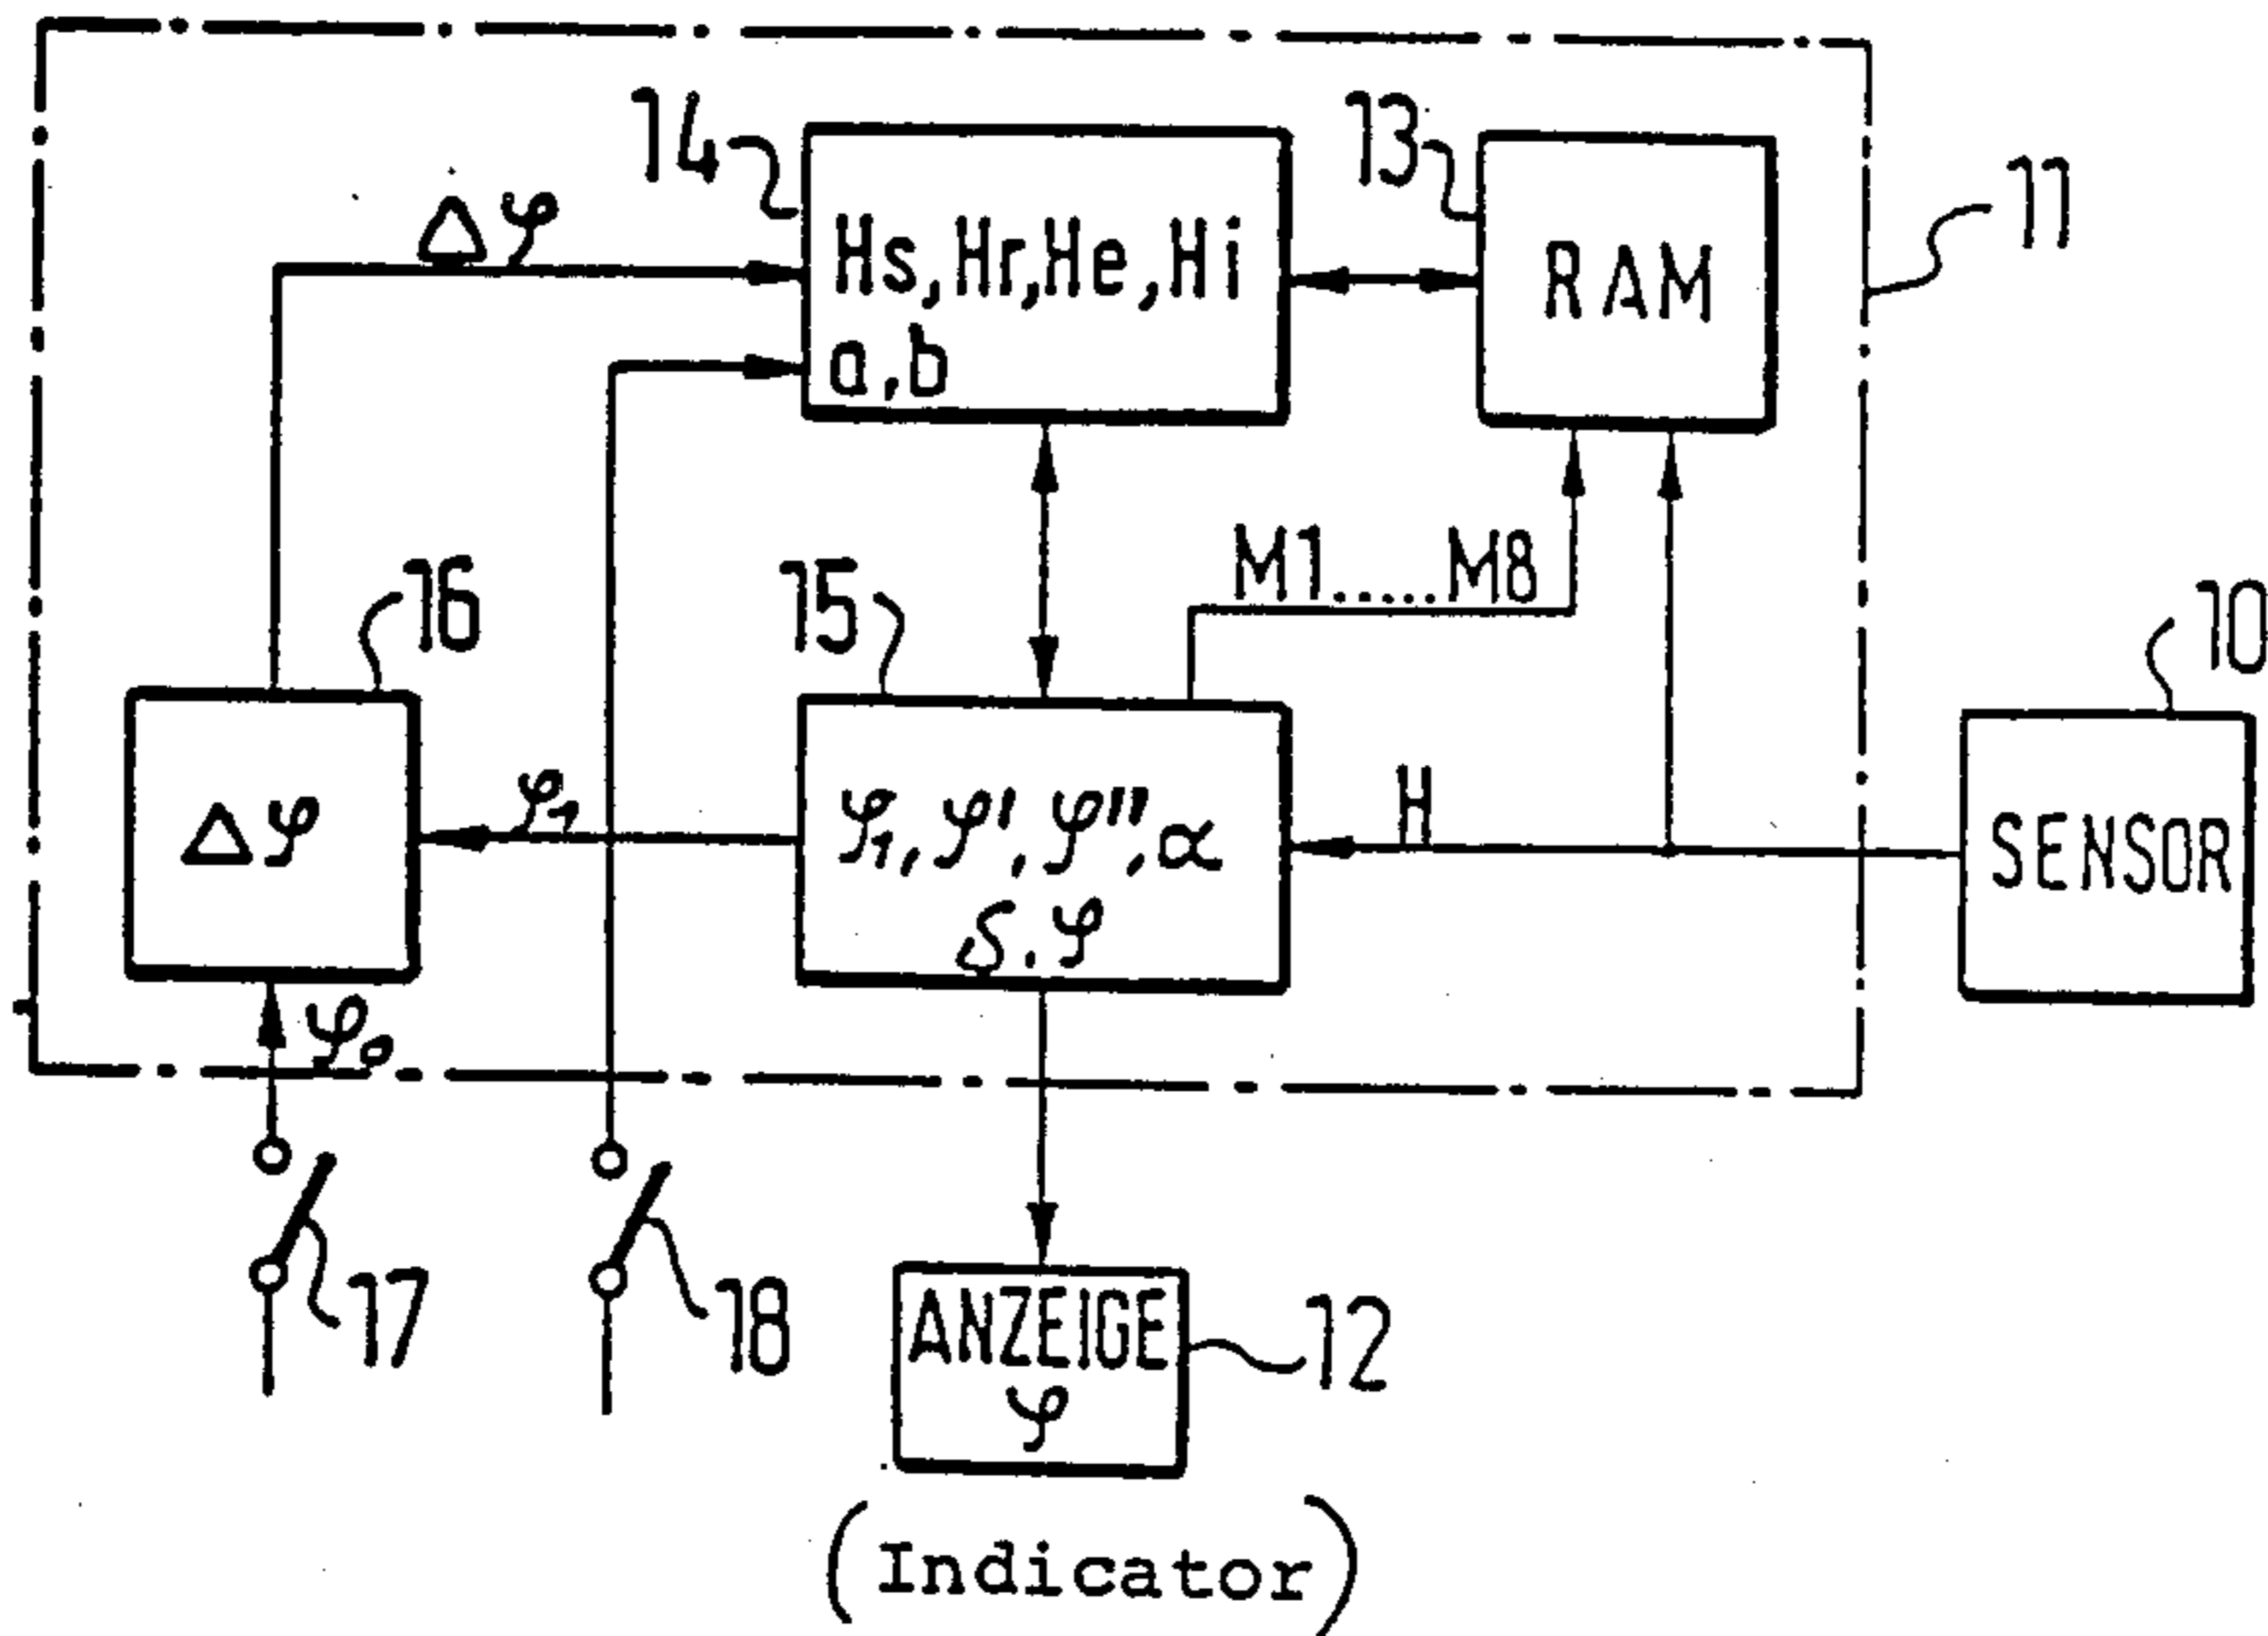 14
13
11
Δφ
Hs, Hr, He, Hi
a, b
RAM
M1.....M8
16
15
10
Δφ
φ1
φ1, φ', φ'', α
δ. φ
H
SENSOR
φ0
17
18
ANZEIGE
φ
12
(Indicator)